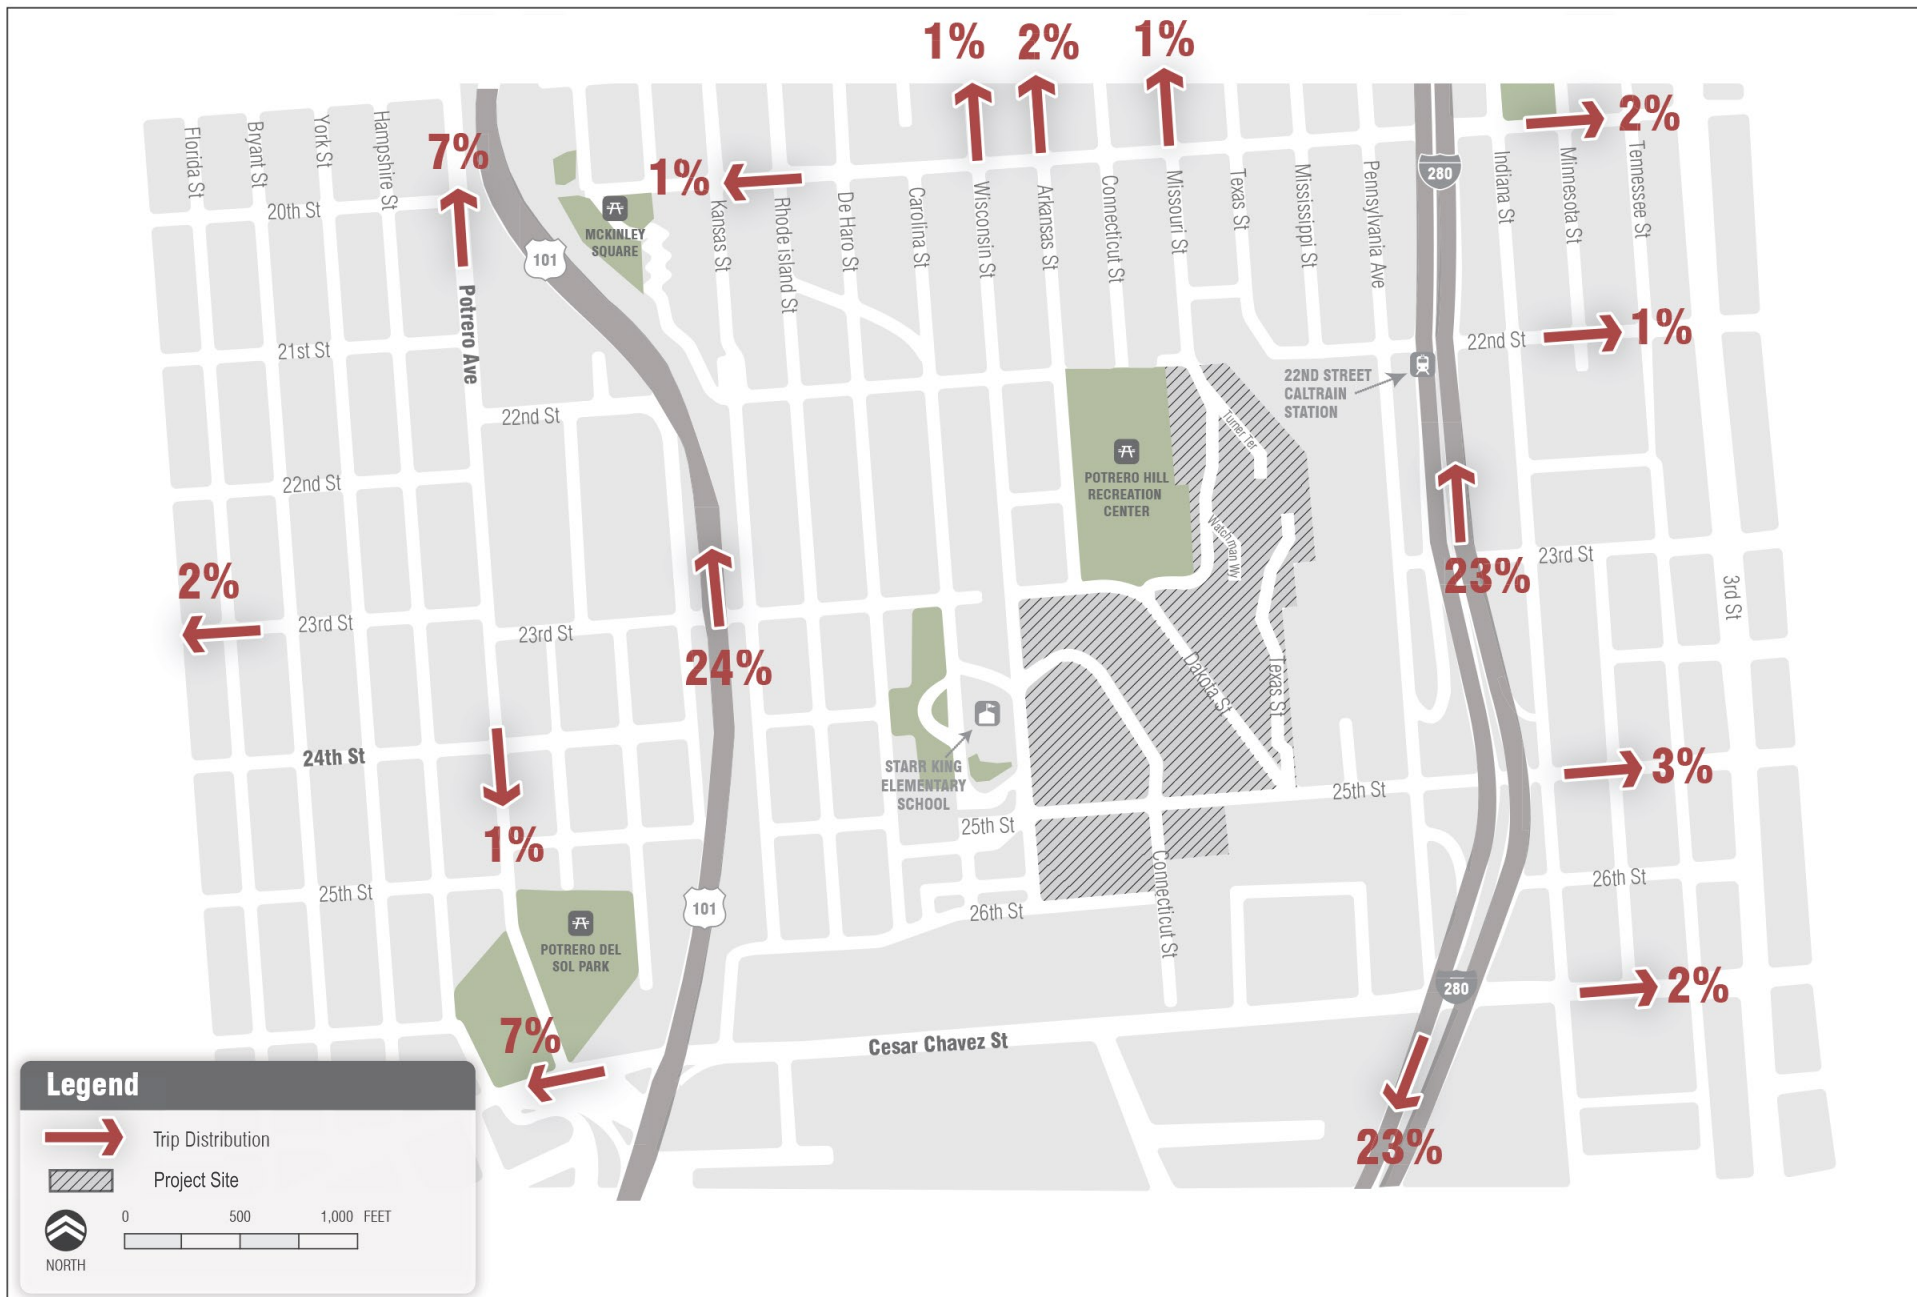 1%
2%
1%
2%
7%
1%
Florida St
Bryant St
York St
Hampshire St
20th St
Potrero Ave
101
MCKINLEY
SQUARE
Kansas St
Rhode island St
De Haro St
Carolina St
Wisconsin St
Arkansas St
Connecticut St
Missouri St
Texas St
Mississippi St
Pennsylvania Ave
280
Indiana St
Minnesota St
Tennessee St
21st St
22nd St
1%
22ND STREET
CALTRAIN
STATION
22nd St
22nd St
Turner Ter
POTRERO HILL
RECREATION
CENTER
Watchman Wy
23%
23rd St
3rd St
2%
23rd St
23rd St
24%
Dakota St
Texas St
24th St
STARR KING
ELEMENTARY
SCHOOL
25th St
3%
1%
25th St
Connecticut St
25th St
26th St
26th St
101
POTRERO DEL
SOL PARK
280
2%
7%
Cesar Chavez St
23%
Legend
Trip Distribution
Project Site
0 500 1,000 FEET
NORTH